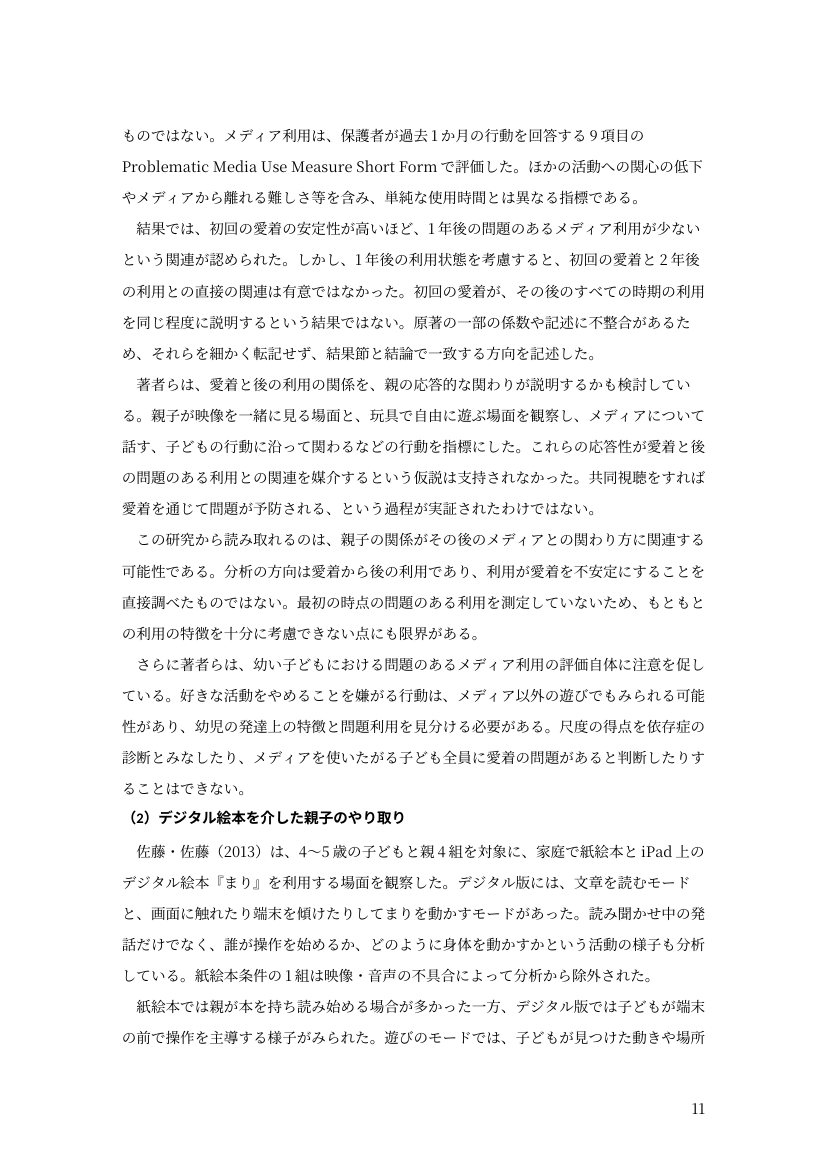 ものではない。メディア利用は、保護者が過去 1 か月の行動を回答する 9 項目の
Problematic Media Use Measure Short Form で評価した。ほかの活動への関心の低下
やメディアから離れる難しさ等を含み、単純な使用時間とは異なる指標である。
結果では、初回の愛着の安定性が高いほど、1 年後の問題のあるメディア利用が少ない
という関連が認められた。しかし、1 年後の利用状態を考慮すると、初回の愛着と 2 年後
の利用との直接の関連は有意ではなかった。初回の愛着が、その後のすべての時期の利用
を同じ程度に説明するという結果ではない。原著の一部の係数や記述に不整合があるた
め、それらを細かく転記せず、結果節と結論で一致する方向を記述した。
著者らは、愛着と後の利用の関係を、親の応答的な関わりが説明するかも検討してい
る。親子が映像を一緒に見る場面と、玩具で自由に遊ぶ場面を観察し、メディアについて
話す、子どもの行動に沿って関わるなどの行動を指標にした。これらの応答性が愛着と後
の問題のある利用との関連を媒介するという仮説は支持されなかった。共同視聴をすれば
愛着を通じて問題が予防される、という過程が実証されたわけではない。
この研究から読み取れるのは、親子の関係がその後のメディアとの関わり方に関連する
可能性である。分析の方向は愛着から後の利用であり、利用が愛着を不安定にすることを
直接調べたものではない。最初の時点の問題のある利用を測定していないため、もともと
の利用の特徴を十分に考慮できない点にも限界がある。
さらに著者らは、幼い子どもにおける問題のあるメディア利用の評価自体に注意を促し
ている。好きな活動をやめることを嫌がる行動は、メディア以外の遊びでもみられる可能
性があり、幼児の発達上の特徴と問題利用を見分ける必要がある。尺度の得点を依存症の
診断とみなしたり、メディアを使いたがる子ども全員に愛着の問題があると判断したりす
ることはできない。
（2）デジタル絵本を介した親子のやり取り
佐藤・佐藤（2013）は、4～5 歳の子どもと親 4 組を対象に、家庭で紙絵本と iPad 上の
デジタル絵本『まり』を利用する場面を観察した。デジタル版には、文章を読むモード
と、画面に触れたり端末を傾けたりしてまりを動かすモードがあった。読み聞かせ中の発
話だけでなく、誰が操作を始めるか、どのように身体を動かすかという活動の様子も分析
している。紙絵本条件の 1 組は映像・音声の不具合によって分析から除外された。
紙絵本では親が本を持ち読み始める場合が多かった一方、デジタル版では子どもが端末
の前で操作を主導する様子がみられた。遊びのモードでは、子どもが見つけた動きや場所
11